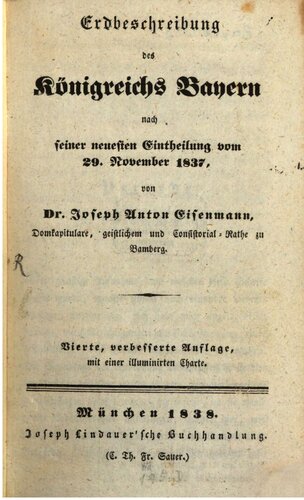 Erdbeschreibung
des
Königreichs Bayern
nach
seiner neuesten Eintheilung vom
29. November 1837,
von
Dr. Joseph Anton Eisenmann,
Domkapitulare, geistlichem und Consistorial-Rathe zu
Bamberg.
R
Vierte, verbesserte Auflage,
mit einer illuminirten Charte.
München 1838.
Joseph Lindauer'sche Buchhandlung.
(C. Th. Fr. Sauer.)